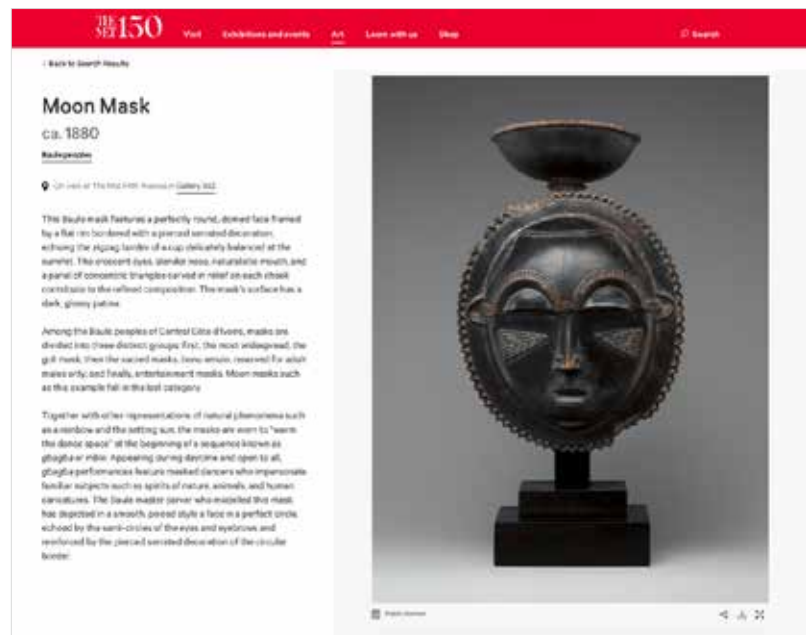 THE MET 150
Visit Exhibitions and events Art Learn with us Shop Search
Back to Search Results
Moon Mask
ca. 1880
Baule peoples
On view at The Met Fifth Avenue in Gallery
This Baule mask features a perfectly round, domed face framed
by a flat rim bordered with a pierced serrated decoration,
echoing the zigzag border of a cup delicately balanced at the
summit. The crescent eyes, slender nose, naturalistic mouth, and
a panel of concentric triangles carved in relief on each cheek
contribute to the refined composition. The mask's surface has a
dark, glossy patina.
Among the Baule peoples of Central Côte d'Ivoire, masks are
divided into three distinct groups: first, the most widespread, the
goli mask; then the sacred masks, bonu amuin, reserved for adult
males only; and finally, entertainment masks. Moon masks such
as this example fall in the last category.
Together with other representations of natural phenomena such
as a rainbow and the setting sun, the masks are worn to "warm
the dance space" at the beginning of a sequence known as
gbagba or mblo. Appearing during daytime and open to all,
gbagba performances feature masked dancers who impersonate
familiar subjects such as spirits of nature, animals, and human
caricatures. The Baule master carver who modelled this mask
has depicted in a smooth, poised style a face in a perfect circle
echoed by the semi-circles of the eyes and eyebrows and
reinforced by the pierced serrated decoration of the circular
border.
Public Domain